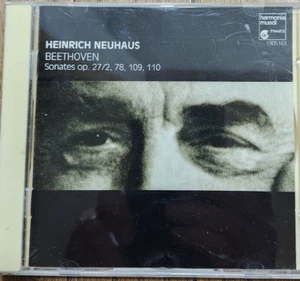 HEINRICH NEUHAUS
BEETHOVEN
Sonates op. 27/2, 78, 109, 110
harmonia
mundi